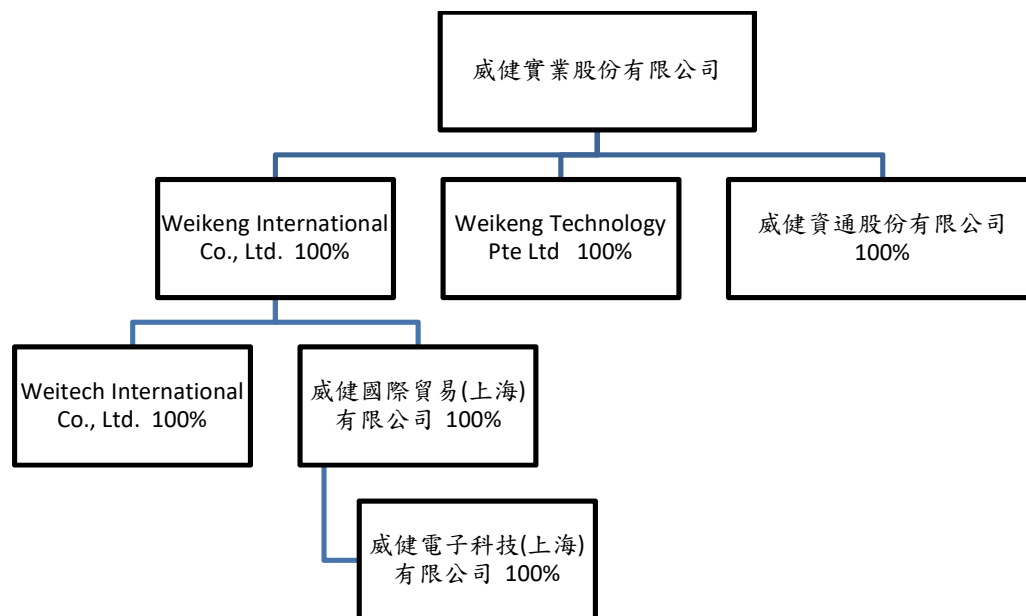 威健實業股份有限公司
Weikeng International
Co., Ltd. 100%
Weikeng Technology
Pte Ltd 100%
威健資通股份有限公司
100%
Weitech International
Co., Ltd. 100%
威健國際貿易(上海)
有限公司 100%
威健電子科技(上海)
有限公司 100%